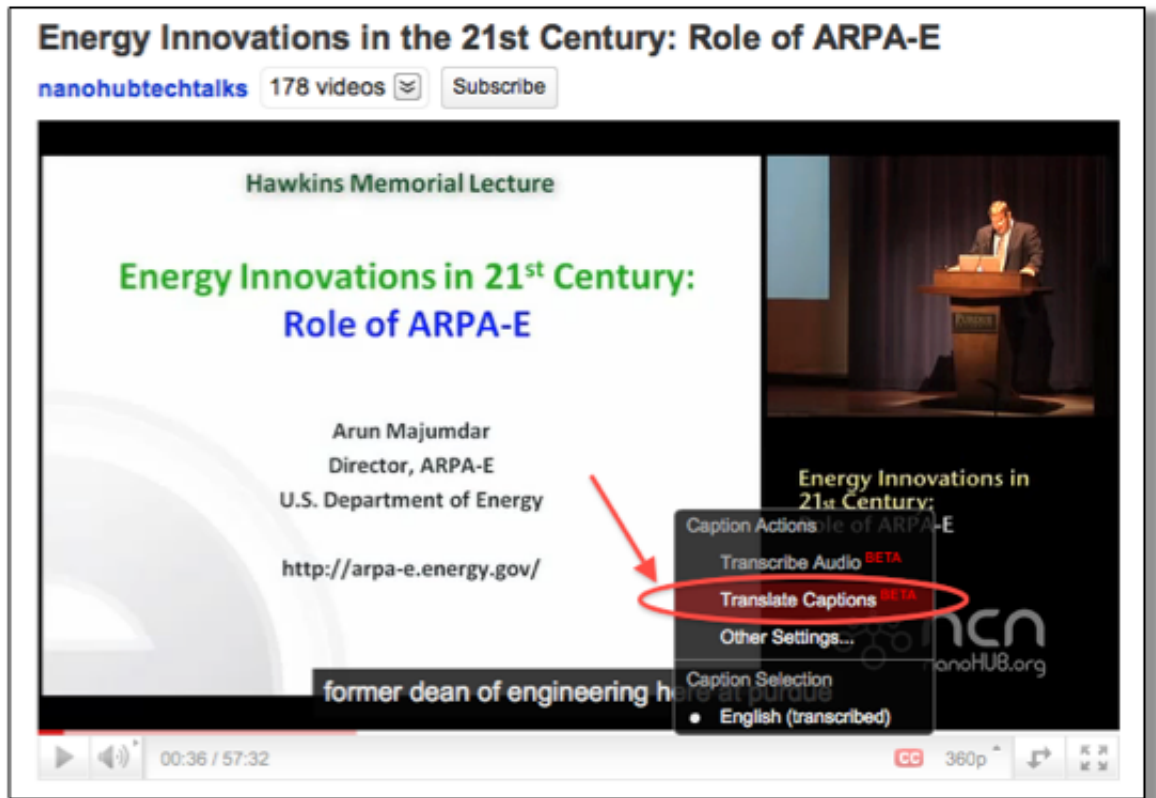 Energy Innovations in the 21st Century: Role of ARPA-E
nanohubtechtalks 178 videos Subscribe
Hawkins Memorial Lecture
Energy Innovations in 21st Century:
Role of ARPA-E
Arun Majumdar
Director, ARPA-E
U.S. Department of Energy
http://arpa-e.energy.gov/
PURDUE
Energy Innovations in
21st Century:
Role of ARPA-E
Caption Actions
Transcribe Audio BETA
Translate Captions BETA
Other Settings...
Caption Selection
English (transcribed)
ncn
nanoHUB.org
former dean of engineering here at purdue
00:36 / 57:32 CC 360p